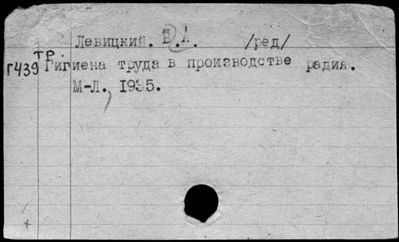 Левицкий. В.А. /ред/
тр.
Г439 Гигиена труда в производстве радия.
М-Л., 1935.